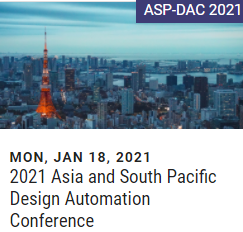 ASP-DAC 2021
MON, JAN 18, 2021
2021 Asia and South Pacific
Design Automation
Conference